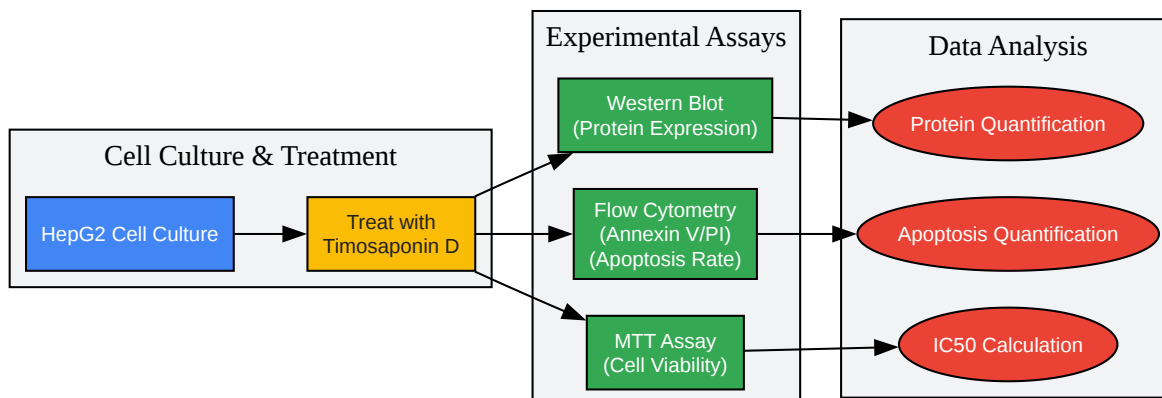 Cell Culture & Treatment
HepG2 Cell Culture
Treat with
Timosaponin D
Experimental Assays
Western Blot
(Protein Expression)
Flow Cytometry
(Annexin V/PI)
(Apoptosis Rate)
MTT Assay
(Cell Viability)
Data Analysis
Protein Quantification
Apoptosis Quantification
IC50 Calculation